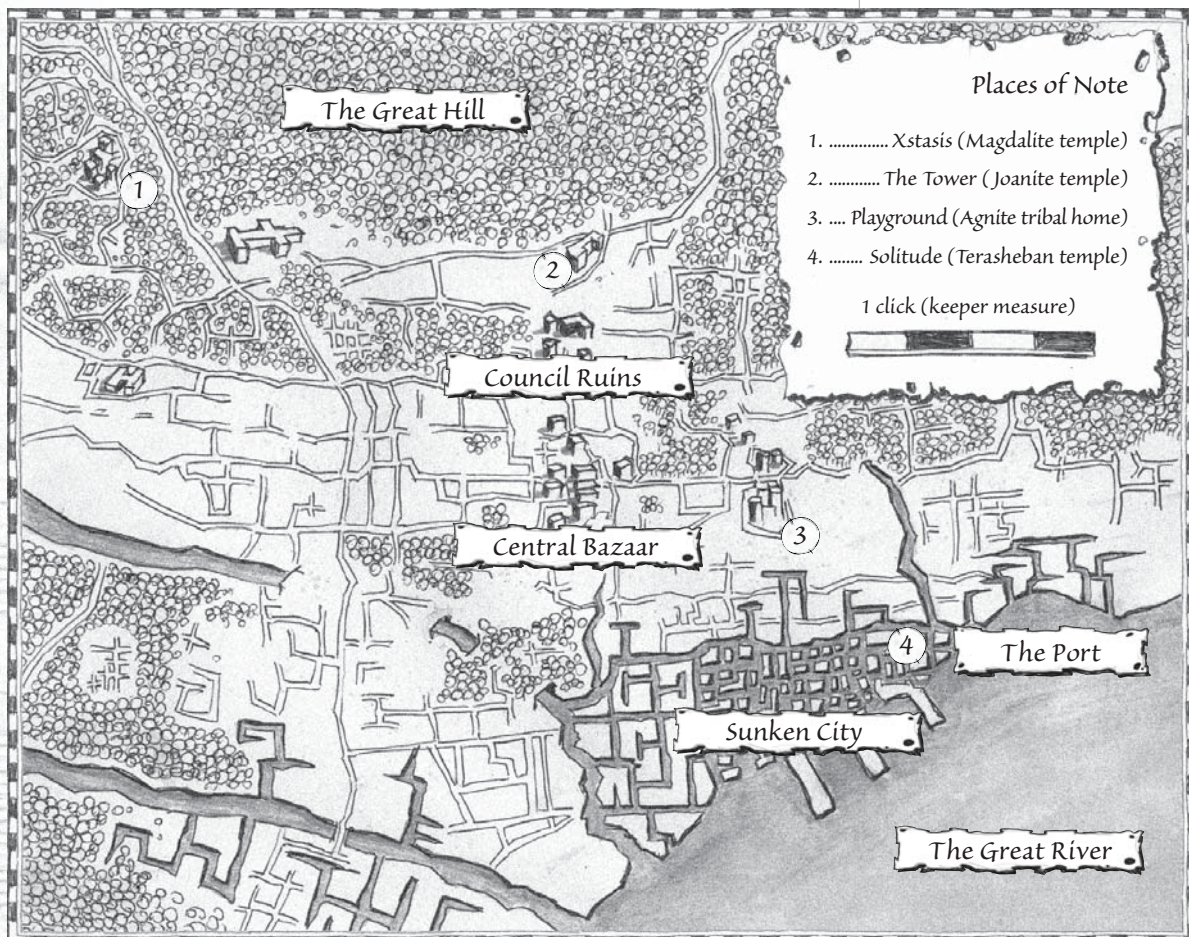 The Great Hill
Places of Note
1. .............. Xstasis (Magdalite temple)
2. ............ The Tower (Joanite temple)
3. .... Playground (Agnite tribal home)
4. ........ Solitude (Terasheban temple)
1 click (keeper measure)
1
2
Council Ruins
Central Bazaar
3
4
The Port
Sunken City
The Great River